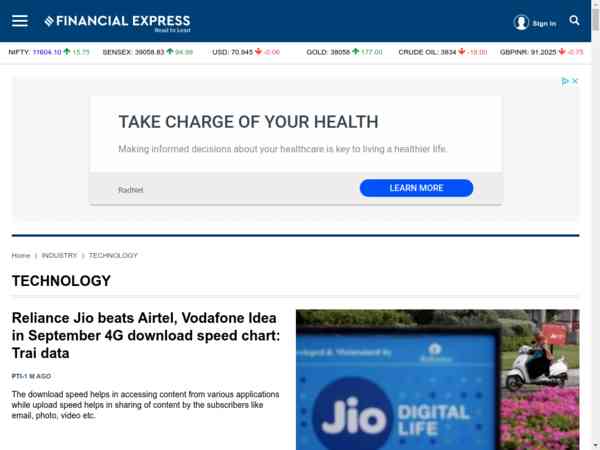 FINANCIAL EXPRESS
Read to Lead
Sign in
NIFTY: 11604.10 15.75 SENSEX: 39058.83 94.99 USD: 70.945 -0.06 GOLD: 38056 177.00 CRUDE OIL: 3834 -19.00 GBPINR: 91.2025 -0.75
TAKE CHARGE OF YOUR HEALTH
Making informed decisions about your healthcare is key to living a healthier life.
RadNet
LEARN MORE
Home | INDUSTRY | TECHNOLOGY
TECHNOLOGY
Reliance Jio beats Airtel, Vodafone Idea
in September 4G download speed chart:
Trai data
PTI-1 M AGO
The download speed helps in accessing content from various applications
while upload speed helps in sharing of content by the subscribers like
email, photo, video etc.
Jio
DIGITAL
LIFE